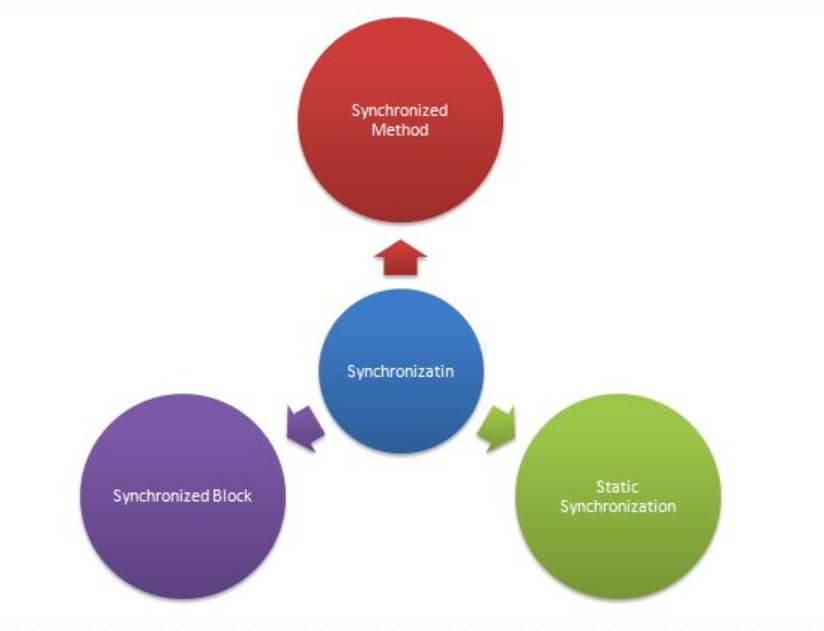 Synchronized
Method
Synchronizatin
Synchronized Block
Static
Synchronization